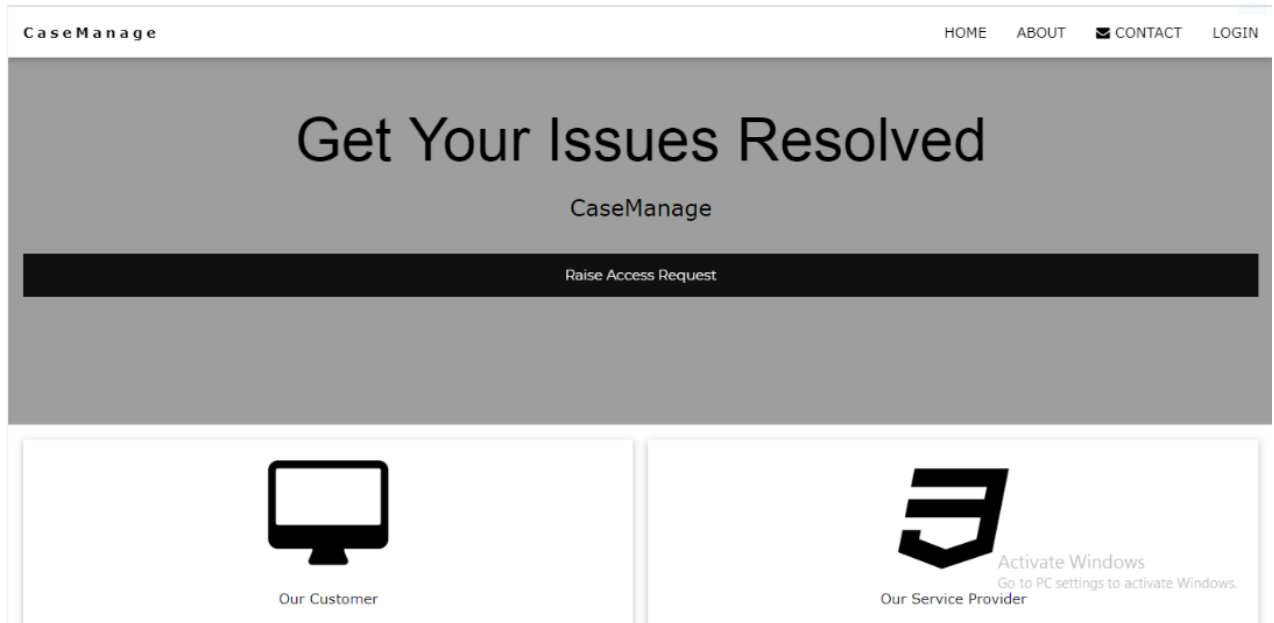 CaseManage HOME ABOUT CONTACT LOGIN
Get Your Issues Resolved
CaseManage
Raise Access Request
Our Customer
Our Service Provider
Activate Windows
Go to PC settings to activate Windows.